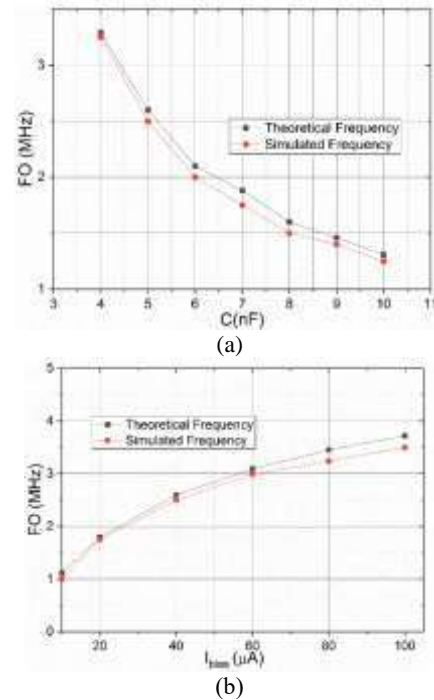 3
2
1
FO (MHz)
Theoretical Frequency
Simulated Frequency
3 4 5 6 7 8 9 10 11
C(nF)
(a)
5
4
3
2
1
0
FO (MHz)
Theoretical Frequency
Simulated Frequency
20 40 60 80 100
Ibias (μA)
(b)